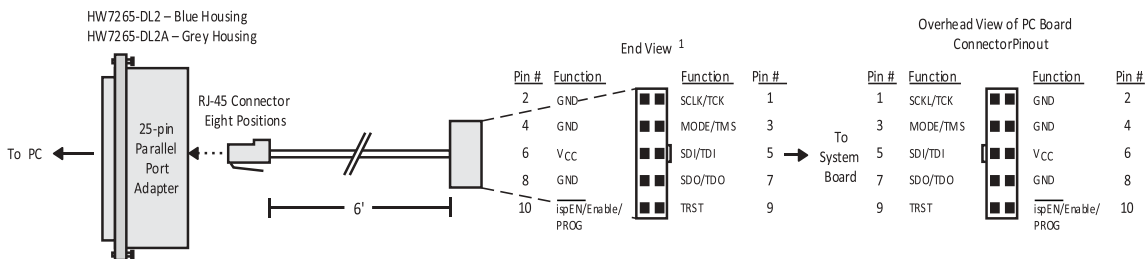 HW7265-DL2 – Blue Housing
HW7265-DL2A – Grey Housing
To PC
25-pin
Parallel
Port
Adapter
RJ-45 Connector
Eight Positions
6'
End View 1
Pin # Function Function Pin #
2 GND SCLK/TCK 1
4 GND MODE/TMS 3
6 VCC SDI/TDI 5
8 GND SDO/TDO 7
10 ispEN/Enable/ TRST 9
PROG
To
System
Board
Overhead View of PC Board
ConnectorPinout
Pin # Function Function Pin #
1 SCKL/TCK GND 2
3 MODE/TMS GND 4
5 SDI/TDI VCC 6
7 SDO/TDO GND 8
9 TRST ispEN/Enable/ 10
PROG